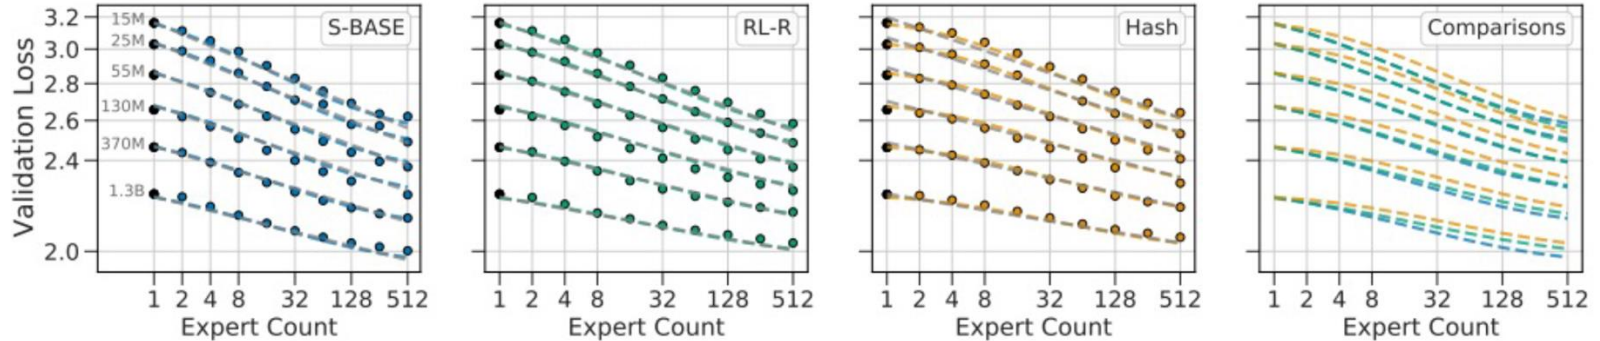 Validation Loss
3.2
3.0
2.8
2.6
2.4
2.0
15M
25M
55M
130M
370M
1.3B
S-BASE
1 2 4 8 32 128 512
Expert Count
RL-R
1 2 4 8 32 128 512
Expert Count
Hash
1 2 4 8 32 128 512
Expert Count
Comparisons
1 2 4 8 32 128 512
Expert Count